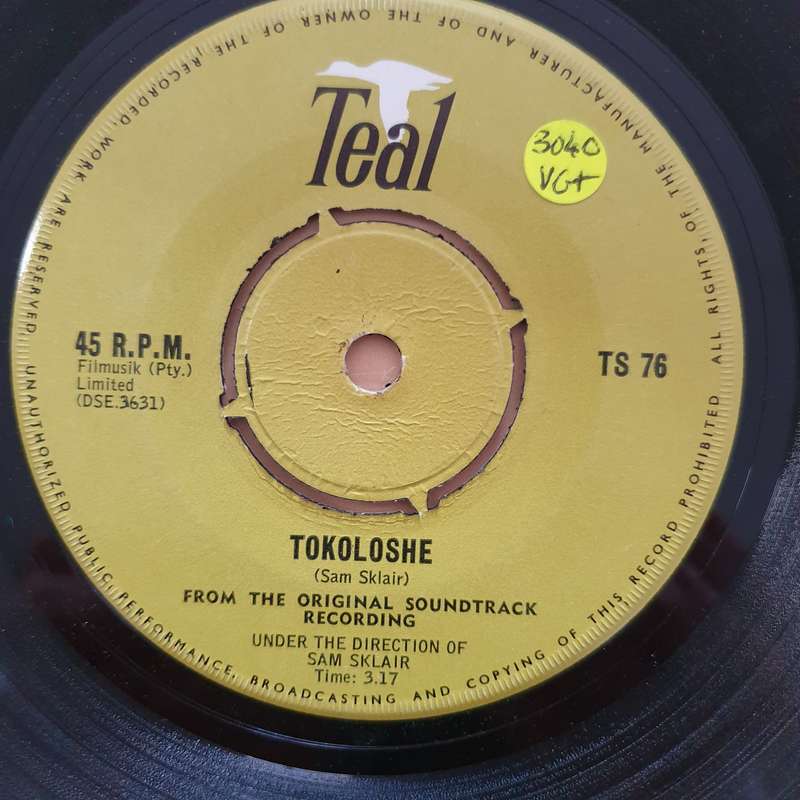 Teal
3040
VG+
45 R.P.M.
Filmusik (Pty.)
Limited
(DSE.3631)
TS 76
TOKOLOSHE
(Sam Sklair)
FROM THE ORIGINAL SOUNDTRACK
RECORDING
UNDER THE DIRECTION OF
SAM SKLAIR
Time: 3.17
ALL RIGHTS, OF THE MANUFACTURER AND OF THE OWNER OF THE RECORDED WORK ARE RESERVED UNAUTHORIZED PUBLIC PERFORMANCE, BROADCASTING AND COPYING OF THIS RECORD PROHIBITED